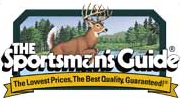 THE
Sportsman's Guide®
The Lowest Prices, The Best Quality, Guaranteed!®